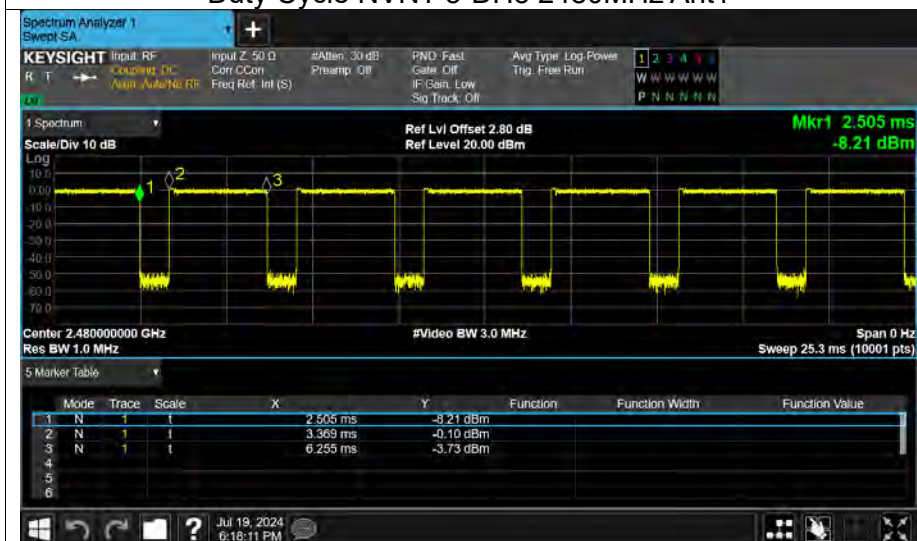 Duty Cycle NVNT 3-DH5 2480MHz Ant1
Spectrum Analyzer 1
Swept SA
+
KEYSIGHT Input: RF Input Z: 50 Ω #Atten: 30 dB PNO: Fast Avg Type: Log-Power 1 2 3 4 5 6
R T Coupling: DC Corr CCorr Preamp: Off Gate: Off Trig: Free Run W W W W W W
Align: Auto/No RF Freq Ref: Int (S) IF Gain: Low
Sig Track: Off P N N N N N
1 Spectrum Ref Lvl Offset 2.80 dB Mkr1 2.505 ms
Scale/Div 10 dB Ref Level 20.00 dBm -8.21 dBm
Log
10.0
0.00
-10.0
-20.0
-30.0
-40.0
-50.0
-60.0
-70.0
1 2 3
Center 2.480000000 GHz #Video BW 3.0 MHz Span 0 Hz
Res BW 1.0 MHz Sweep 25.3 ms (10001 pts)
5 Marker Table
Mode Trace Scale X Y Function Function Width Function Value
1 N 1 t 2.505 ms -8.21 dBm
2 N 1 t 3.369 ms -0.10 dBm
3 N 1 t 6.255 ms -3.73 dBm
4
5
6
? Jul 19, 2024
6:18:11 PM